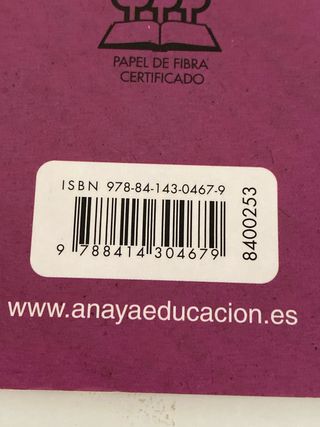 PAPEL DE FIBRA
CERTIFICADO
ISBN 978-84-143-0467-9
9 788414 304679
8400253
www.anayaeducacion.es